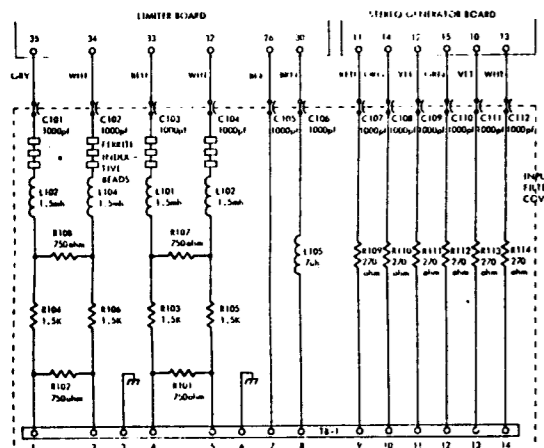 LIMITER BOARD
STEREO GENERATOR BOARD
35 34 33 32 26 30 11 14 12 15 10 13
GRY WHT WHT
C101 1000pf
C102 1000pf
C103 1000pf
C104 1000pf
C105 1000pf
C106 1000pf
C107 1000pf
C108 1000pf
C109 1000pf
C110 1000pf
C111 1000pf
C112 1000pf
FERRITE
INDUC-
TIVE
BEADS
L102 1.5mh
L104 1.5mh
L101 1.5mh
L102 1.5mh
R108 750ohm
R107 750ohm
L105 7uh
R109 270 ohm
R110 270 ohm
R111 270 ohm
R112 270 ohm
R113 270 ohm
R114 270 ohm
R104 1.5K
R106 1.5K
R103 1.5K
R105 1.5K
R102 750ohm
R101 750ohm
TB-1
1 2 3 4 5 6 7 8 9 10 11 12 13 14